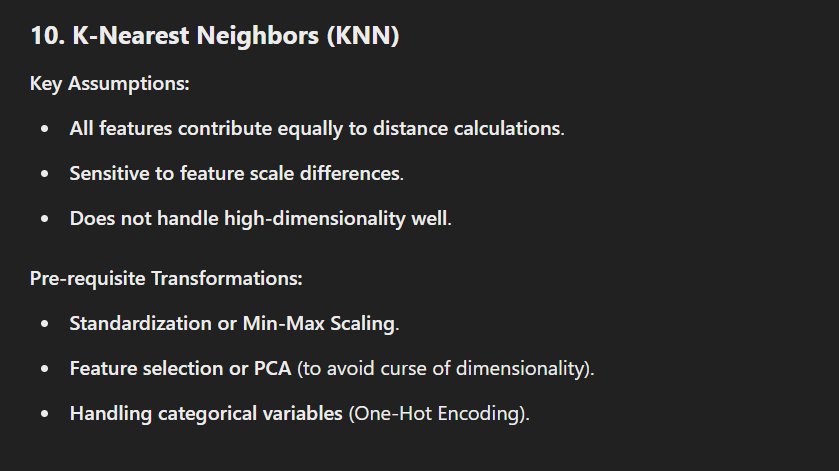 10. K-Nearest Neighbors (KNN)
Key Assumptions:
• All features contribute equally to distance calculations.
• Sensitive to feature scale differences.
• Does not handle high-dimensionality well.
Pre-requisite Transformations:
• Standardization or Min-Max Scaling.
• Feature selection or PCA (to avoid curse of dimensionality).
• Handling categorical variables (One-Hot Encoding).